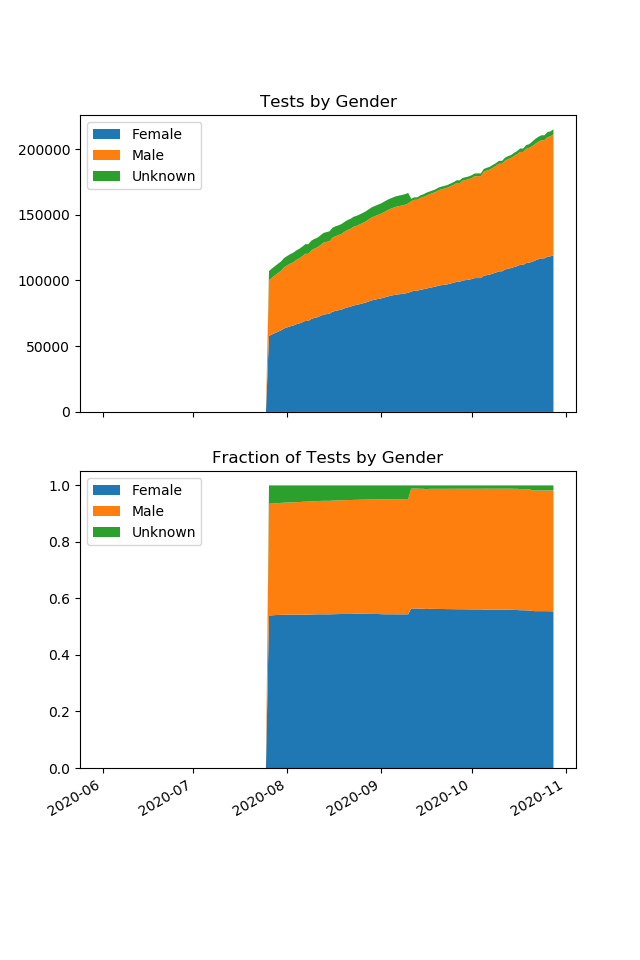 Tests by Gender
Female
Male
Unknown
200000
150000
100000
50000
0
Fraction of Tests by Gender
Female
Male
Unknown
1.0
0.8
0.6
0.4
0.2
0.0
2020-06 2020-07 2020-08 2020-09 2020-10 2020-11